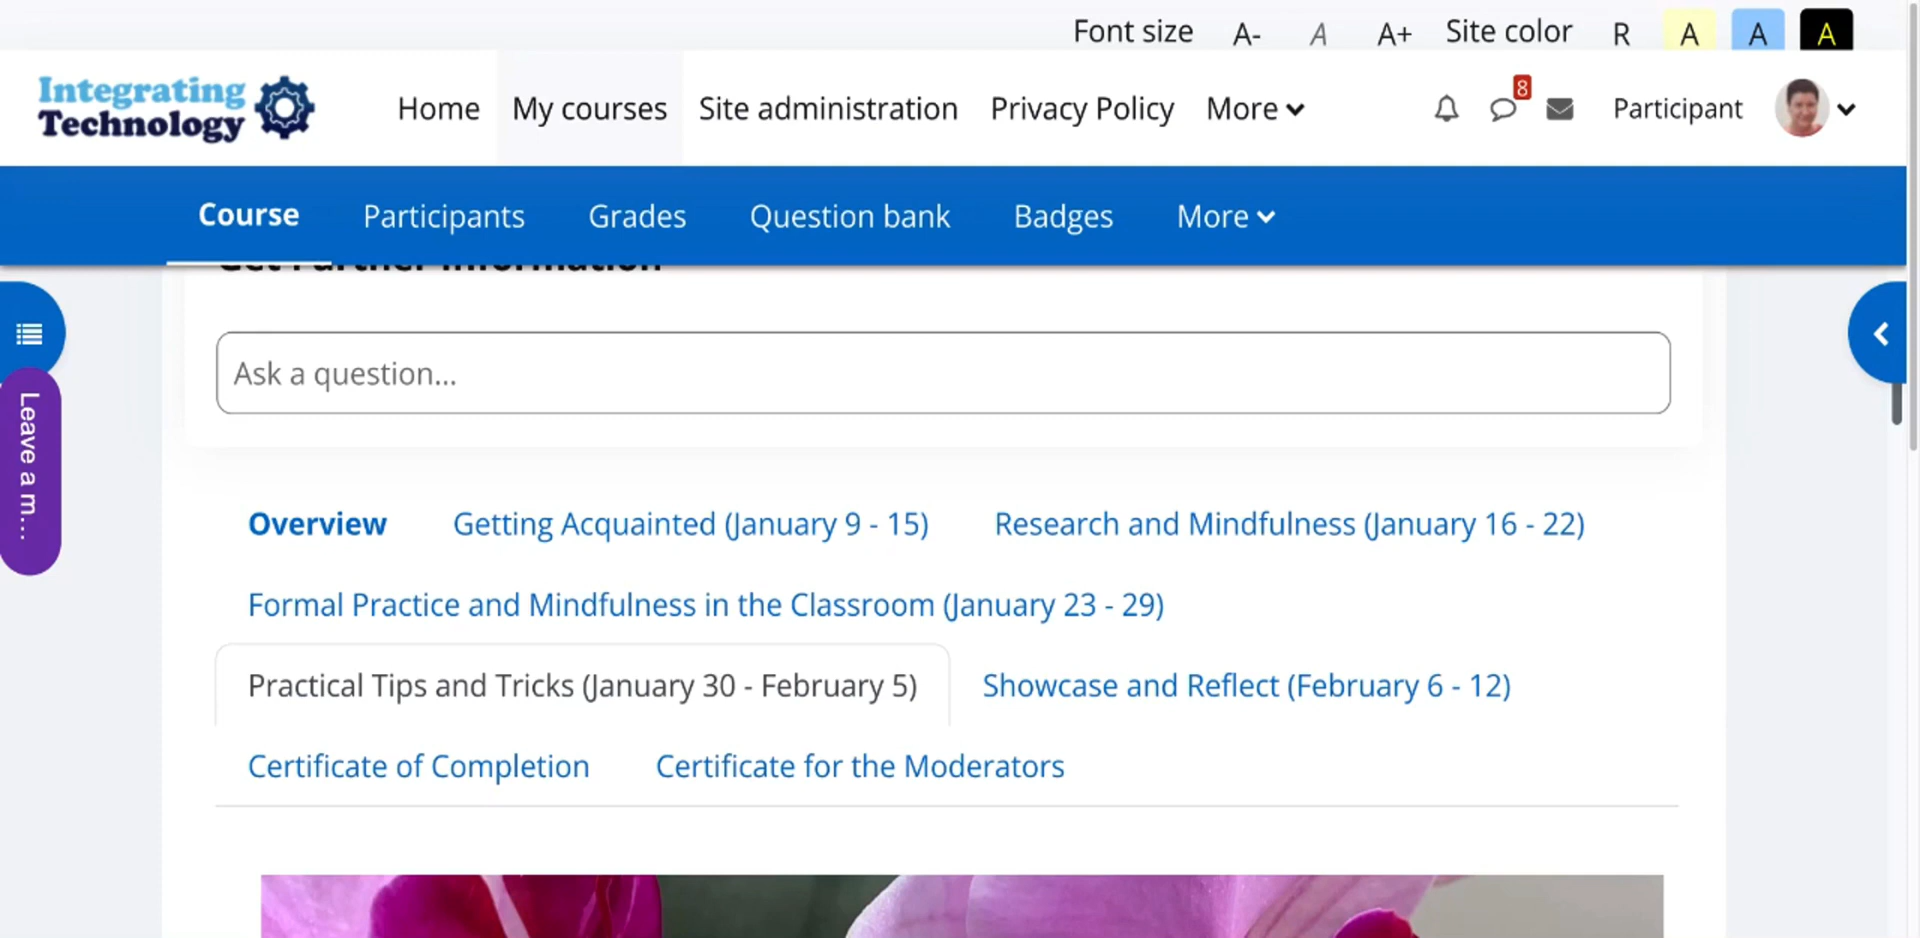 Font size A- A A+ Site color R A A A
Integrating
Technology
Home My courses Site administration Privacy Policy More 8 Participant
Course Participants Grades Question bank Badges More
Get Further Information
Ask a question...
Leave a m...
Overview Getting Acquainted (January 9 - 15) Research and Mindfulness (January 16 - 22)
Formal Practice and Mindfulness in the Classroom (January 23 - 29)
Practical Tips and Tricks (January 30 - February 5) Showcase and Reflect (February 6 - 12)
Certificate of Completion Certificate for the Moderators